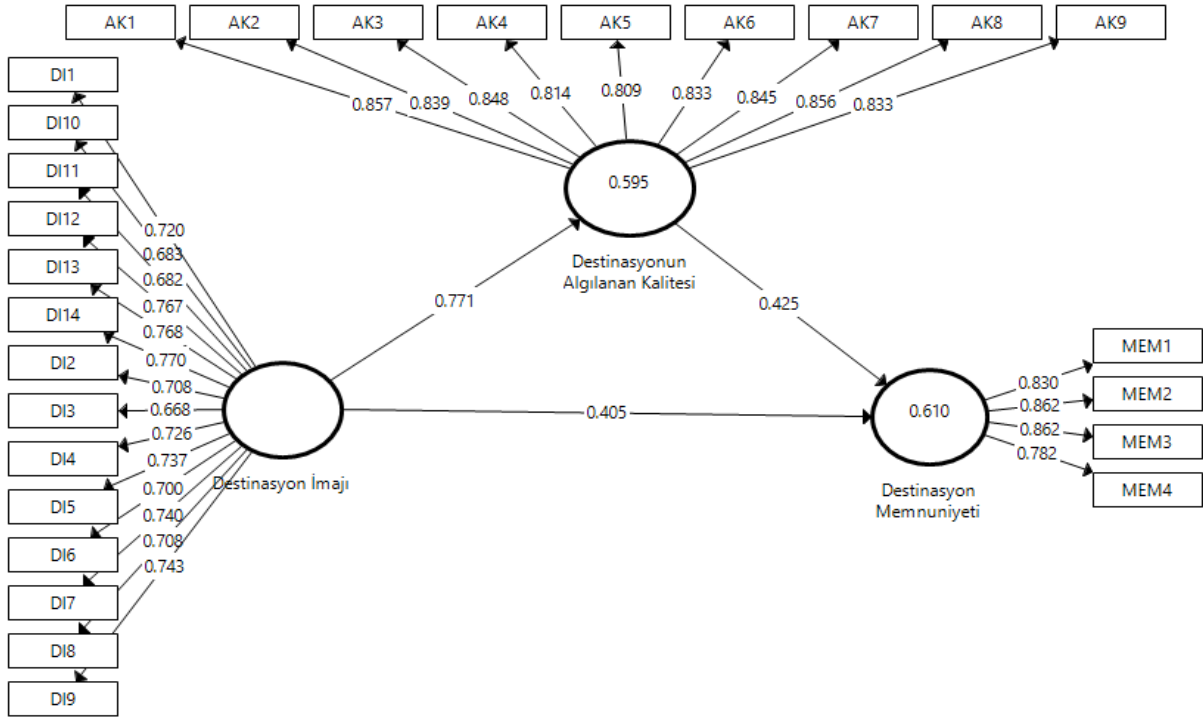 AK1 AK2 AK3 AK4 AK5 AK6 AK7 AK8 AK9
0.857 0.839 0.848 0.814 0.809 0.833 0.845 0.856 0.833
DI1
DI10
DI11
DI12
DI13
DI14
DI2
DI3
DI4
DI5
DI6
DI7
DI8
DI9
0.720
0.683
0.682
0.767
0.768
0.770
0.708
0.668
0.726
0.737
0.700
0.740
0.708
0.743
Destinasyon İmajı
0.771
0.595
Destinasyonun
Algılanan Kalitesi
0.425
0.405
0.610
Destinasyon
Memnuniyeti
0.830
0.862
0.862
0.782
MEM1
MEM2
MEM3
MEM4